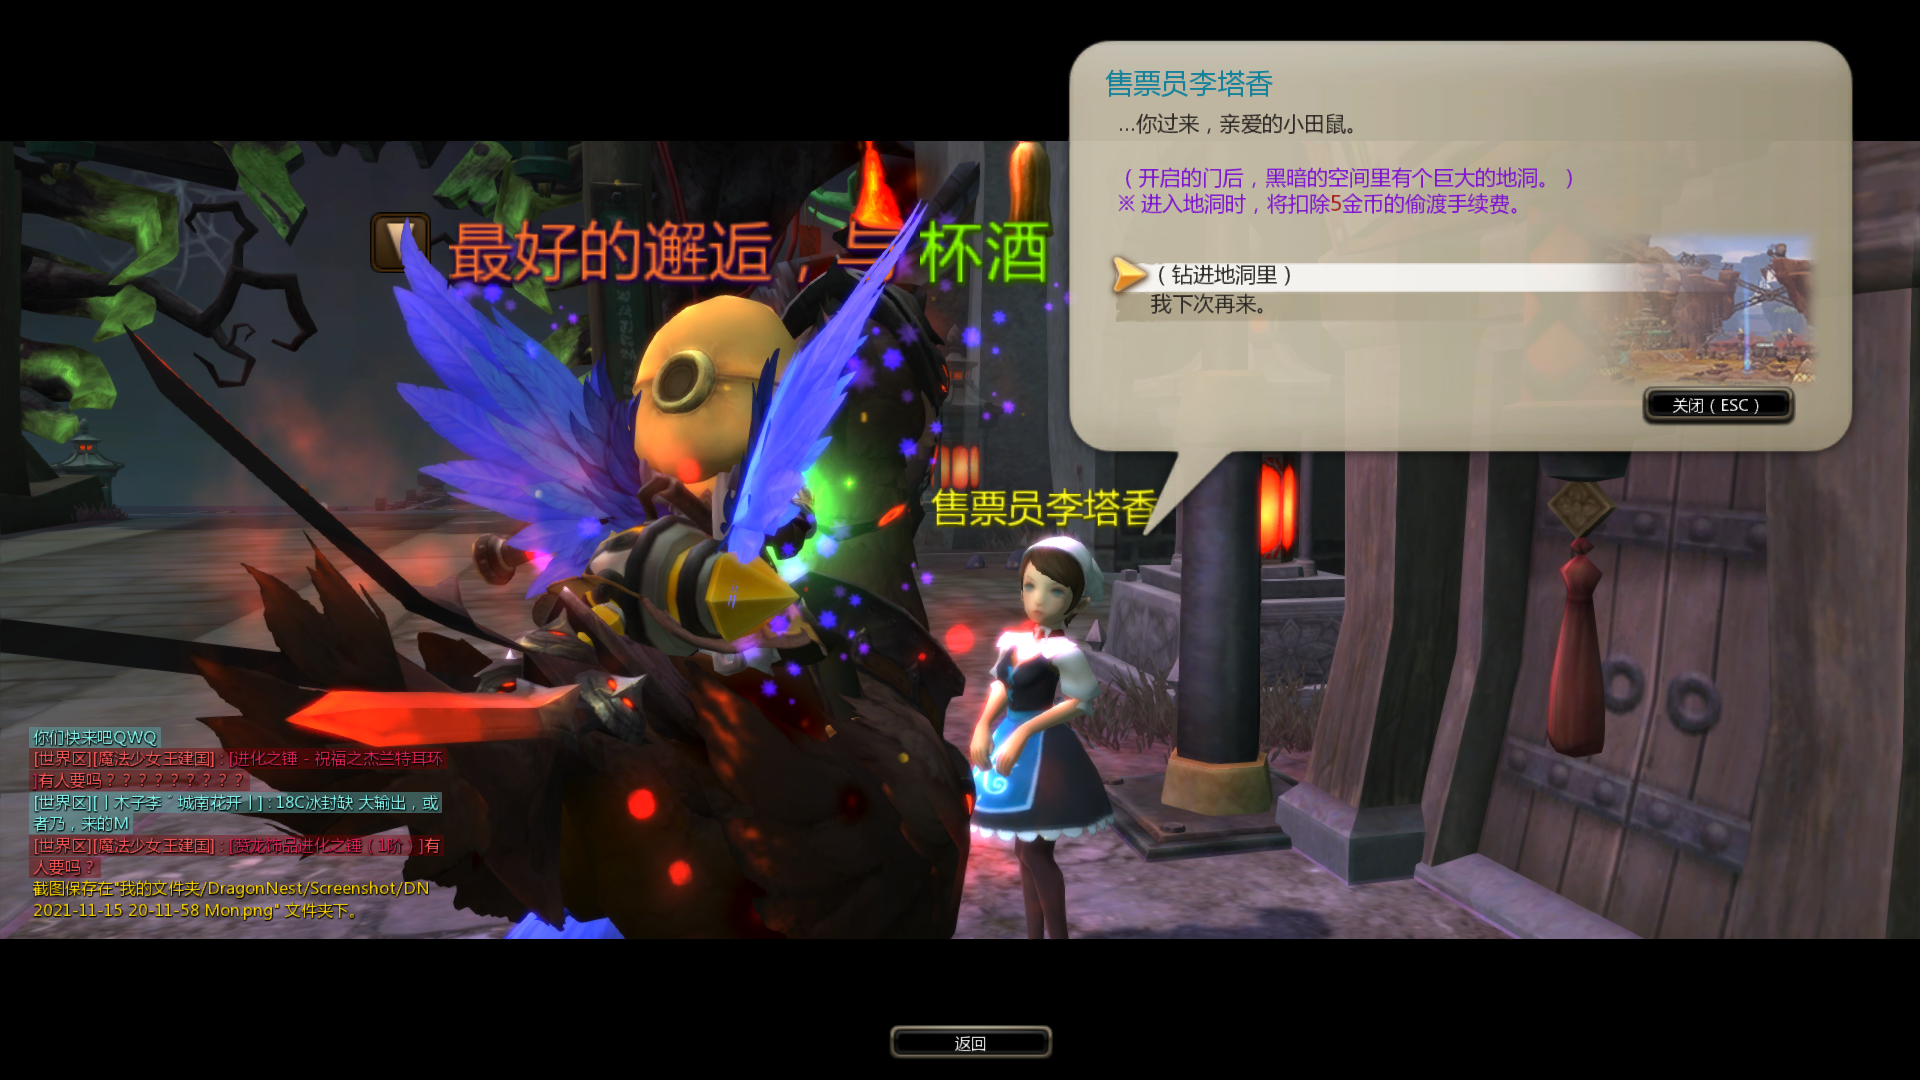 售票员李塔香
...你过来，亲爱的小田鼠。
（开启的门后，黑暗的空间里有个巨大的地洞。）
※ 进入地洞时，将扣除5金币的偷渡手续费。
（钻进地洞里）
我下次再来。
关闭（ESC）
最好的邂逅，与杯酒
售票员李塔香
你们快来吧QWQ
[世界区][魔法少女王建国] : [进化之锤 - 祝福之杰兰特耳环
]有人要吗？？？？？？？？？
[世界区][丨木子李゛城南花开丨] : 18C冰封缺 大输出，或
者乃，来的M
[世界区][魔法少女王建国] : [赞龙饰品进化之锤（1阶）]有
人要吗？
截图保存在"我的文件夹/DragonNest/Screenshot/DN
2021-11-15 20-11-58 Mon.png" 文件夹下。
返回